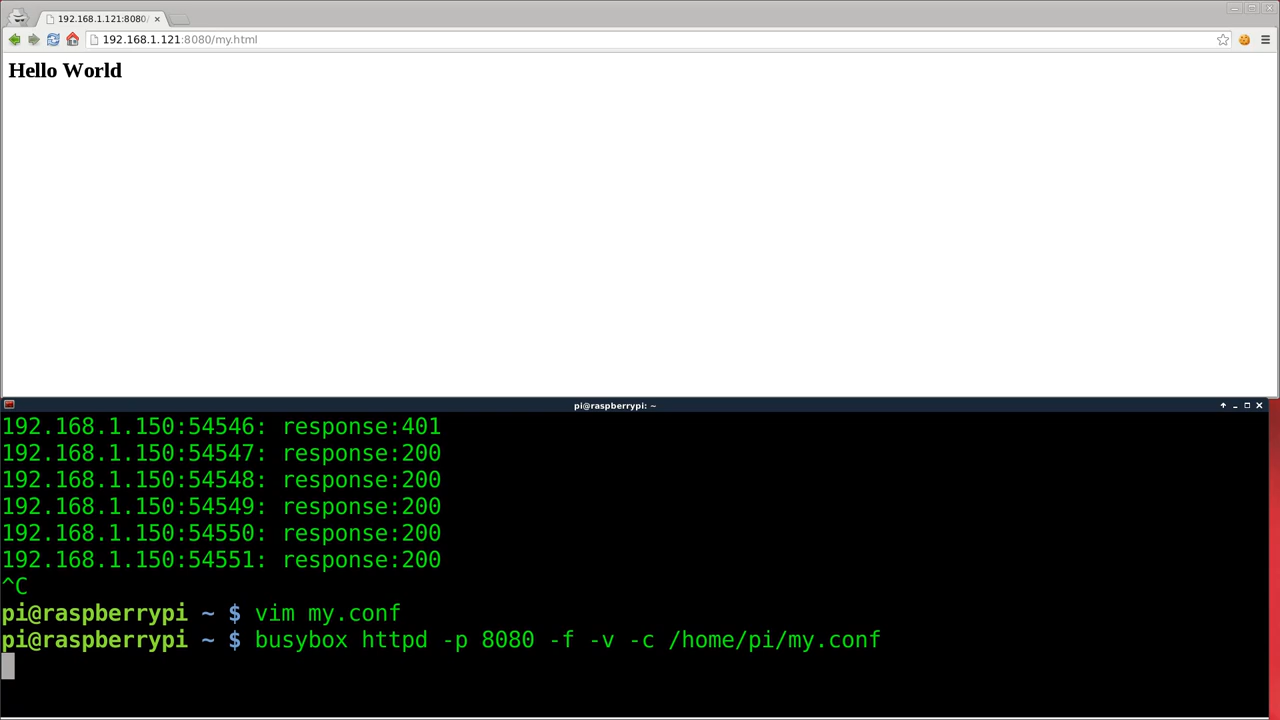 192.168.1.121:8080/
192.168.1.121:8080/my.html
Hello World
pi@raspberrypi: ~
192.168.1.150:54546: response:401
192.168.1.150:54547: response:200
192.168.1.150:54548: response:200
192.168.1.150:54549: response:200
192.168.1.150:54550: response:200
192.168.1.150:54551: response:200
^C
pi@raspberrypi ~ $ vim my.conf
pi@raspberrypi ~ $ busybox httpd -p 8080 -f -v -c /home/pi/my.conf